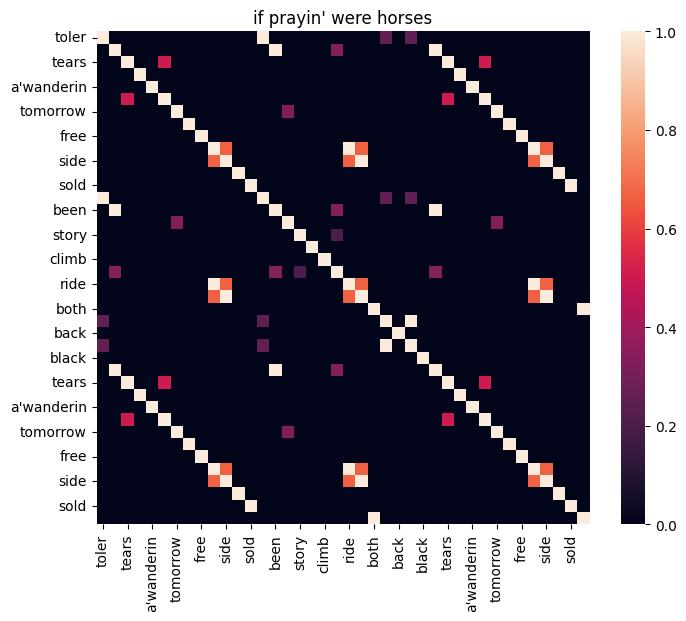 if prayin' were horses
toler
tears
a'wanderin
tomorrow
free
side
sold
been
story
climb
ride
both
back
black
tears
a'wanderin
tomorrow
free
side
sold
toler
tears
a'wanderin
tomorrow
free
side
sold
been
story
climb
ride
both
back
black
tears
a'wanderin
tomorrow
free
side
sold
1.0
0.8
0.6
0.4
0.2
0.0